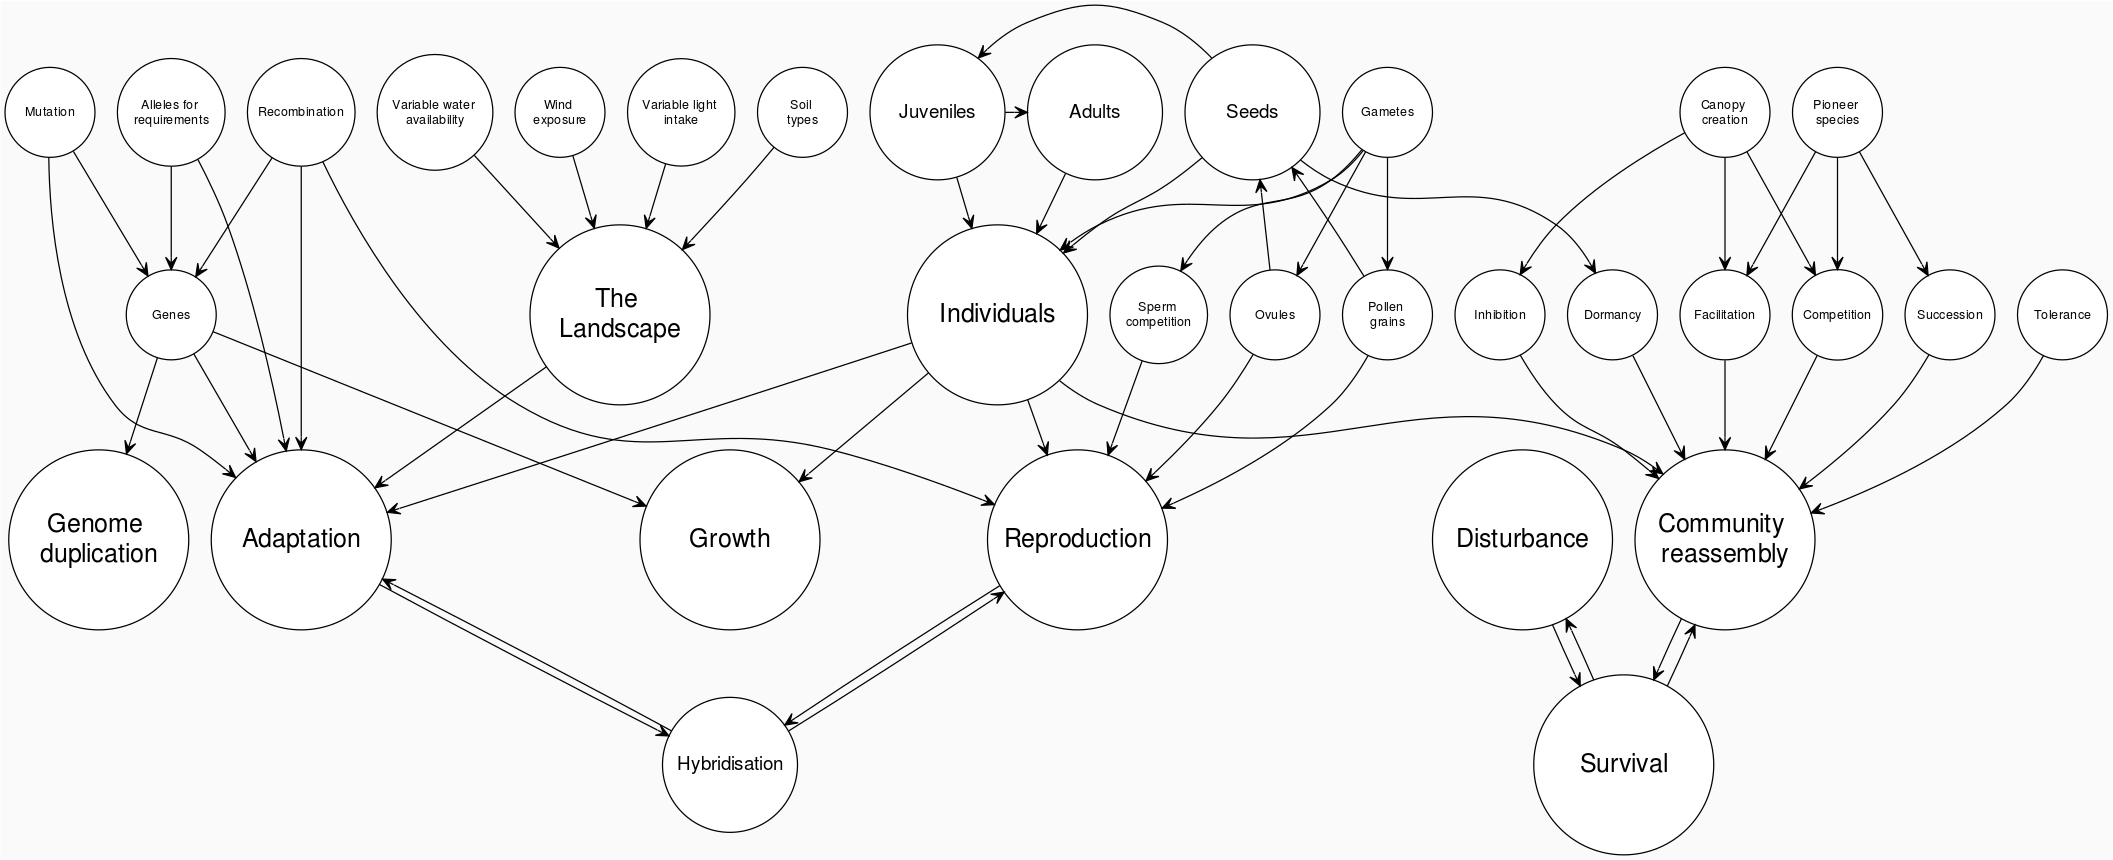 Mutation
Alleles for
requirements
Recombination
Variable water
availability
Wind
exposure
Variable light
intake
Soil
types
Juveniles
Adults
Seeds
Gametes
Canopy
creation
Pioneer
species
Genes
The
Landscape
Individuals
Sperm
competition
Ovules
Pollen
grains
Inhibition
Dormancy
Facilitation
Competition
Succession
Tolerance
Genome
duplication
Adaptation
Growth
Reproduction
Disturbance
Community
reassembly
Hybridisation
Survival